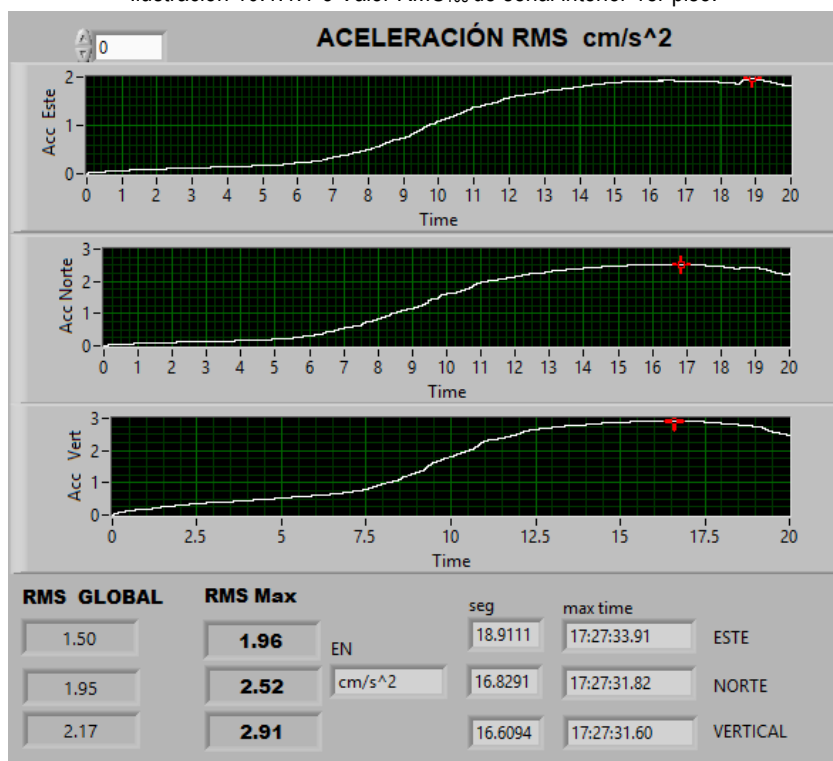 ACELERACIÓN RMS cm/s^2
0
Acc Este
2
1
0
0 1 2 3 4 5 6 7 8 9 10 11 12 13 14 15 16 17 18 19 20
Time
Acc Norte
3
2
1
0
0 1 2 3 4 5 6 7 8 9 10 11 12 13 14 15 16 17 18 19 20
Time
Acc Vert
3
2
1
0
0 2.5 5 7.5 10 12.5 15 17.5 20
Time
RMS GLOBAL RMS Max seg max time
1.50 1.96 EN 18.9111 17:27:33.91 ESTE
1.95 2.52 cm/s^2 16.8291 17:27:31.82 NORTE
2.17 2.91 16.6094 17:27:31.60 VERTICAL